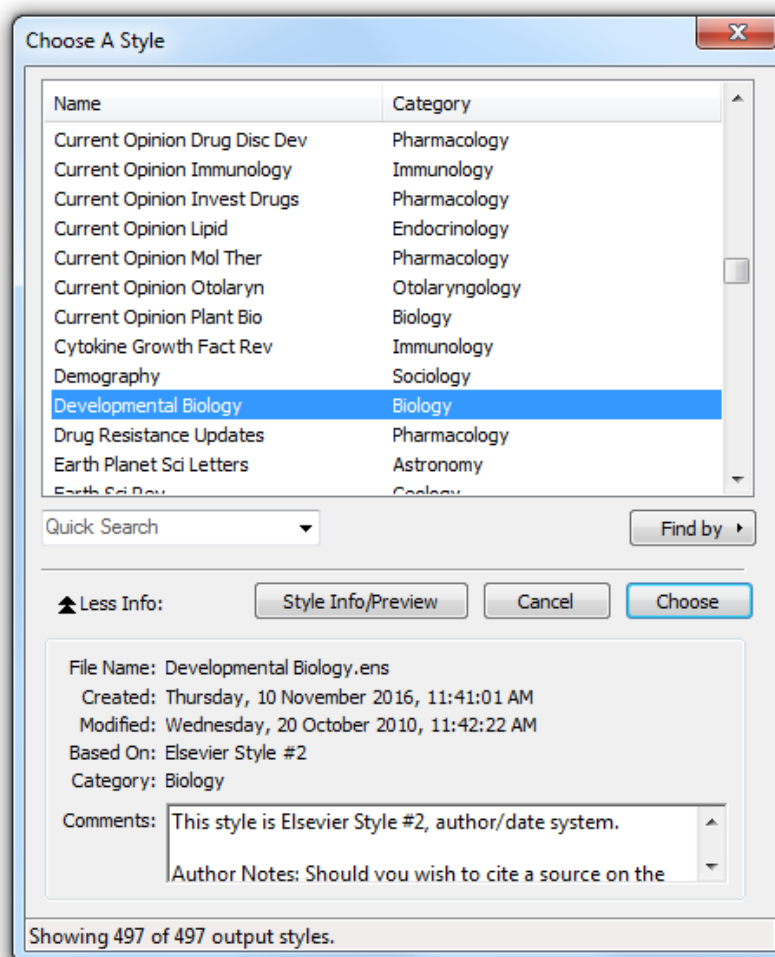 Choose A Style
Name Category
Current Opinion Drug Disc Dev Pharmacology
Current Opinion Immunology Immunology
Current Opinion Invest Drugs Pharmacology
Current Opinion Lipid Endocrinology
Current Opinion Mol Ther Pharmacology
Current Opinion Otolaryn Otolaryngology
Current Opinion Plant Bio Biology
Cytokine Growth Fact Rev Immunology
Demography Sociology
Developmental Biology Biology
Drug Resistance Updates Pharmacology
Earth Planet Sci Letters Astronomy
Earth Sci Rev Geology
Quick Search Find by
Less Info: Style Info/Preview Cancel Choose
File Name: Developmental Biology.ens
Created: Thursday, 10 November 2016, 11:41:01 AM
Modified: Wednesday, 20 October 2010, 11:42:22 AM
Based On: Elsevier Style #2
Category: Biology
Comments: This style is Elsevier Style #2, author/date system.
Author Notes: Should you wish to cite a source on the
Showing 497 of 497 output styles.